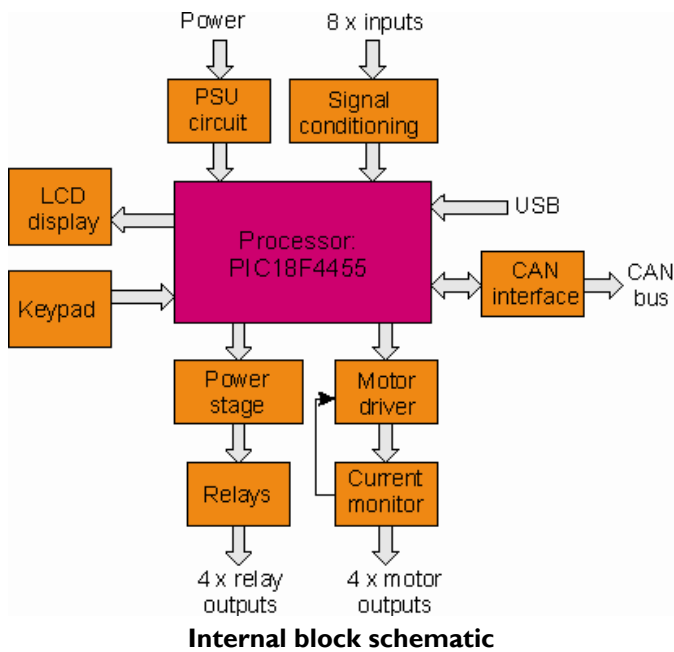 Power
8 x inputs
PSU
circuit
Signal
conditioning
LCD
display
USB
Processor:
PIC18F4455
CAN
interface
CAN
bus
Keypad
Power
stage
Motor
driver
Relays
Current
monitor
4 x relay
outputs
4 x motor
outputs
Internal block schematic